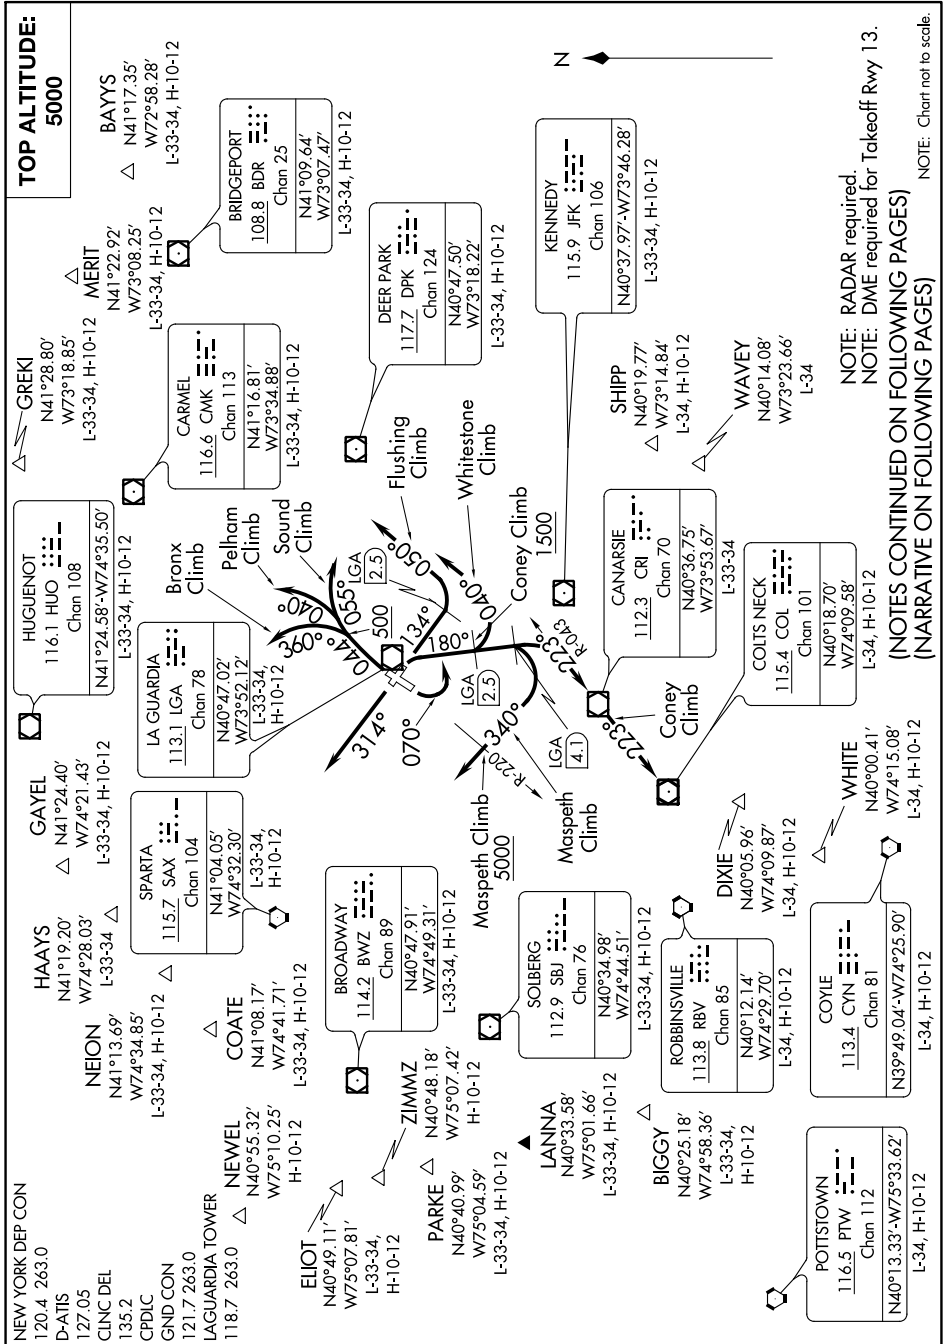 NEW YORK DEP CON
120.4 263.0
D-ATIS
127.05
CLNC DEL
135.2
CPDLC
GND CON
121.7 263.0
LAGUARDIA TOWER
118.7 263.0
TOP ALTITUDE:
5000
HAAYS
N41°19.20'
W74°28.03'
L-33-34
GAYEL
N41°24.40'
W74°21.43'
L-33-34, H-10-12
HUGUENOT
116.1 HUO
Chan 108
N41°24.58'-W74°35.50'
L-33-34, H-10-12
GREKI
N41°28.80'
W73°18.85'
L-33-34, H-10-12
MERIT
N41°22.92'
W73°08.25'
L-33-34, H-10-12
BAYYS
N41°17.35'
W72°58.28'
L-33-34, H-10-12
NEION
N41°13.69'
W74°34.85'
L-33-34, H-10-12
SPARTA
115.7 SAX
Chan 104
N41°04.05'
W74°32.30'
L-33-34,
H-10-12
LA GUARDIA
113.1 LGA
Chan 78
N40°47.02'
W73°52.12'
L-33-34,
H-10-12
CARMEL
116.6 CMK
Chan 113
N41°16.81'
W73°34.88'
L-33-34, H-10-12
BRIDGEPORT
108.8 BDR
Chan 25
N41°09.64'
W73°07.47'
L-33-34, H-10-12
COATE
N41°08.17'
W74°41.71'
L-33-34, H-10-12
NEWEL
N40°55.32'
W75°10.25'
H-10-12
BROADWAY
114.2 BWZ
Chan 89
N40°47.91'
W74°49.31'
L-33-34, H-10-12
Bronx
Climb
Pelham
Climb
Sound
Climb
Flushing
Climb
Whitestone
Climb
Coney Climb
1500
DEER PARK
117.7 DPK
Chan 124
N40°47.50'
W73°18.22'
L-33-34, H-10-12
360°
040°
055°
044°
500
LGA
2.5
050°
134°
314°
070°
180°
040°
LGA
2.5
340°
R-220
LGA
4.1
R-043
223°
223°
Coney
Climb
Maspeth Climb
5000
Maspeth
Climb
ELIOT
N40°49.11'
W75°07.81'
L-33-34,
H-10-12
ZIMMZ
N40°48.18'
W75°07.42'
H-10-12
PARKE
N40°40.99'
W75°04.59'
L-33-34, H-10-12
LANNA
N40°33.58'
W75°01.66'
L-33-34, H-10-12
SOLBERG
112.9 SBJ
Chan 76
N40°34.98'
W74°44.51'
L-33-34, H-10-12
KENNEDY
115.9 JFK
Chan 106
N40°37.97'-W73°46.28'
L-33-34, H-10-12
N
CANARSIE
112.3 CRI
Chan 70
N40°36.75'
W73°53.67'
L-33-34
SHIPP
N40°19.77'
W73°14.84'
L-34, H-10-12
WAVEY
N40°14.08'
W73°23.66'
L-34
BIGGY
N40°25.18'
W74°58.36'
L-33-34,
H-10-12
ROBBINSVILLE
113.8 RBV
Chan 85
N40°12.14'
W74°29.70'
L-34, H-10-12
DIXIE
N40°05.96'
W74°09.87'
L-34, H-10-12
COLTS NECK
115.4 COL
Chan 101
N40°18.70'
W74°09.58'
L-34, H-10-12
WHITE
N40°00.41'
W74°15.08'
L-34, H-10-12
POTTSTOWN
116.5 PTW
Chan 112
N40°13.33'-W75°33.62'
L-34, H-10-12
COYLE
113.4 CYN
Chan 81
N39°49.04'-W74°25.90'
L-34, H-10-12
NOTE: RADAR required.
NOTE: DME required for Takeoff Rwy 13.
(NOTES CONTINUED ON FOLLOWING PAGES)
(NARRATIVE ON FOLLOWING PAGES)
NOTE: Chart not to scale.